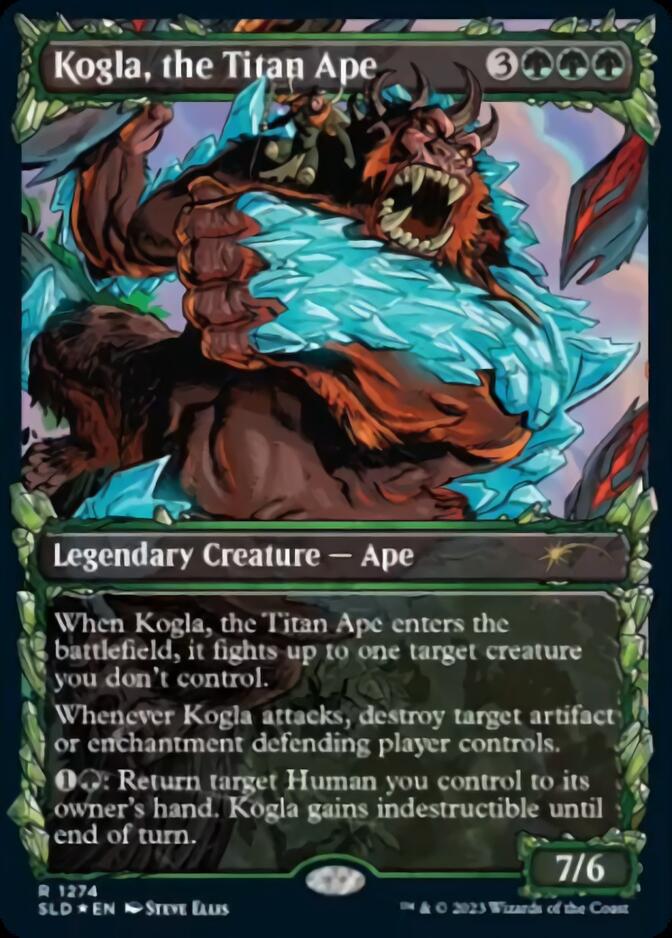 Kogla, the Titan Ape 3
Legendary Creature — Ape
When Kogla, the Titan Ape enters the
battlefield, it fights up to one target creature
you don't control.
Whenever Kogla attacks, destroy target artifact
or enchantment defending player controls.
1: Return target Human you control to its
owner's hand. Kogla gains indestructible until
end of turn.
7/6
R 1274
SLD ★ EN Steve Ellis
™ & © 2023 Wizards of the Coast